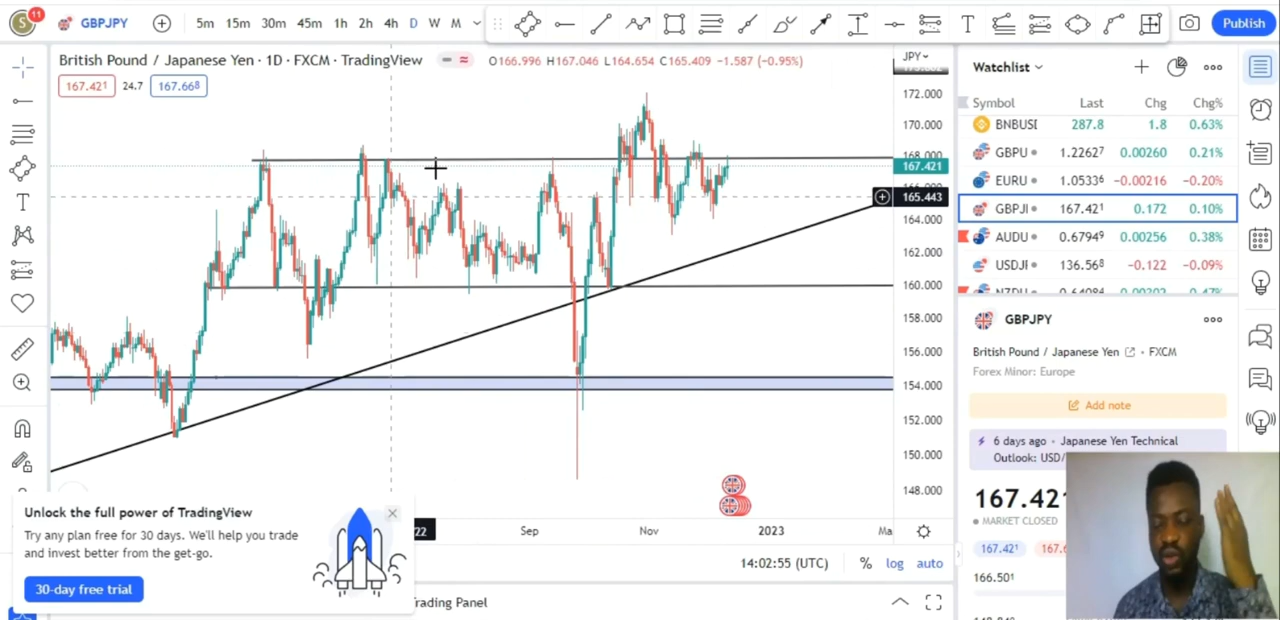 S 11 GBPJPY 5m 15m 30m 45m 1h 2h 4h D W M T Publish
British Pound / Japanese Yen · 1D · FXCM · TradingView O166.996 H167.046 L164.654 C165.409 −1.587 (−0.95%) JPY
167.421 24.7 167.668
172.000
170.000
168.000
167.421
165.443
164.000
162.000
160.000
158.000
156.000
154.000
152.000
150.000
148.000
22 Sep Nov 2023 Ma
14:02:55 (UTC) % log auto
Trading Panel
Unlock the full power of TradingView
Try any plan free for 30 days. We'll help you trade
and invest better from the get-go.
30-day free trial
Watchlist
Symbol Last Chg Chg%
BNBUSI 287.8 1.8 0.63%
GBPU 1.22627 0.00260 0.21%
EURU 1.05336 −0.00216 −0.20%
GBPJI 167.421 0.172 0.10%
AUDU 0.67949 0.00256 0.38%
USDJI 136.568 −0.122 −0.09%
GBPJPY
British Pound / Japanese Yen · FXCM
Forex Minor: Europe
Add note
6 days ago · Japanese Yen Technical
Outlook: USD/
167.42
MARKET CLOSED
167.421 167.6
166.501